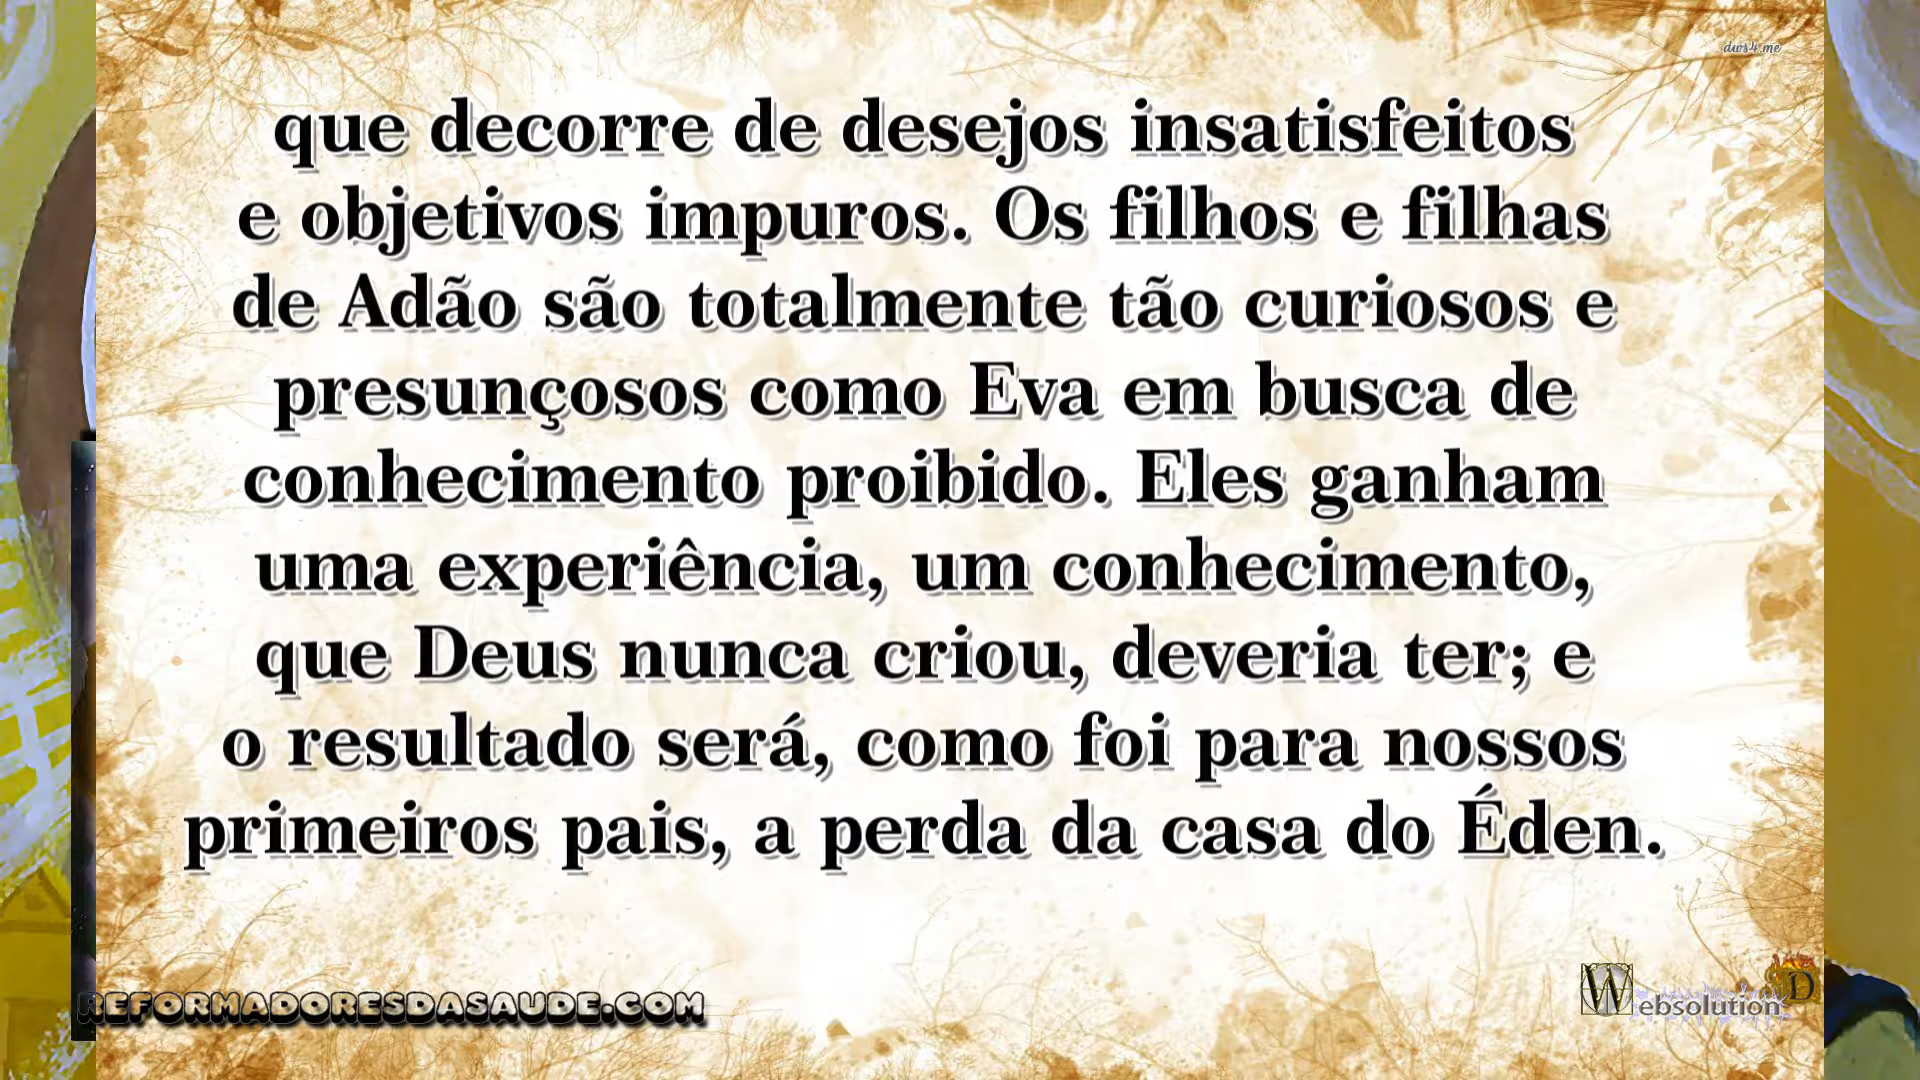 dws4.me
que decorre de desejos insatisfeitos
e objetivos impuros. Os filhos e filhas
de Adão são totalmente tão curiosos e
presunçosos como Eva em busca de
conhecimento proibido. Eles ganham
uma experiência, um conhecimento,
que Deus nunca criou, deveria ter; e
o resultado será, como foi para nossos
primeiros pais, a perda da casa do Éden.
REFORMADORESDASAUDE.COM
Websolution D